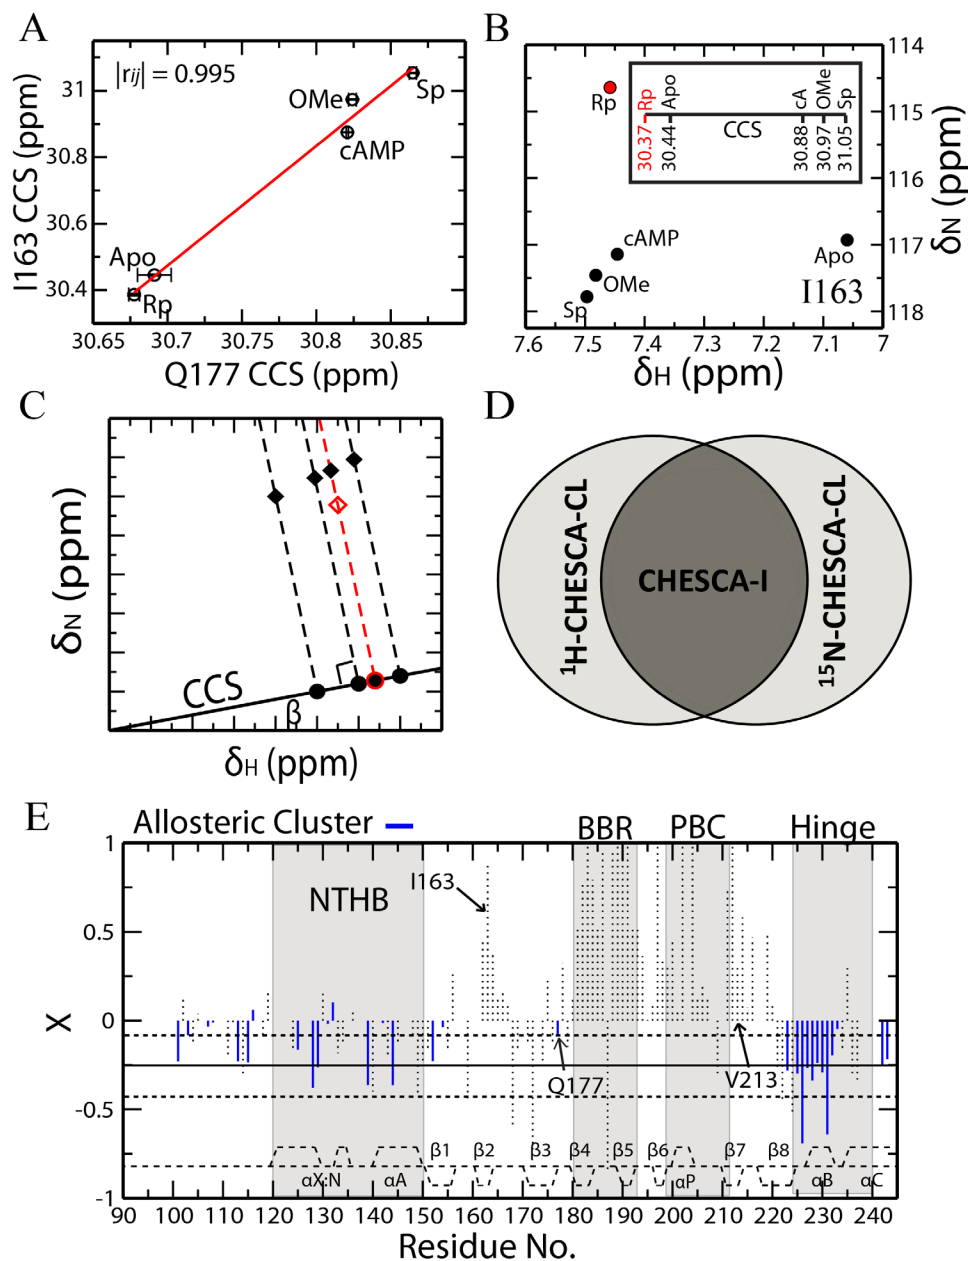 A
|rij| = 0.995
31
30.8
30.6
30.4
I163 CCS (ppm)
OMe
Sp
cAMP
Apo
Rp
30.65
30.7
30.75
30.8
30.85
Q177 CCS (ppm)
B
114
115
116
117
118
δN (ppm)
Rp
Rp
Apo
cA
OMe
Sp
CCS
30.37
30.44
30.88
30.97
31.05
cAMP
OMe
Sp
Apo
I163
7.6
7.5
7.4
7.3
7.2
7.1
7
δH (ppm)
C
δN (ppm)
CCS
β
δH (ppm)
D
1H-CHESCA-CL
CHESCA-I
15N-CHESCA-CL
E
Allosteric Cluster
BBR
PBC
Hinge
NTHB
I163
Q177
V213
1
0.5
0
-0.5
-1
X
β1
β2
β3
β4
β5
β6
β7
β8
αX:N
αA
αP
αB
αC
90
100
110
120
130
140
150
160
170
180
190
200
210
220
230
240
Residue No.